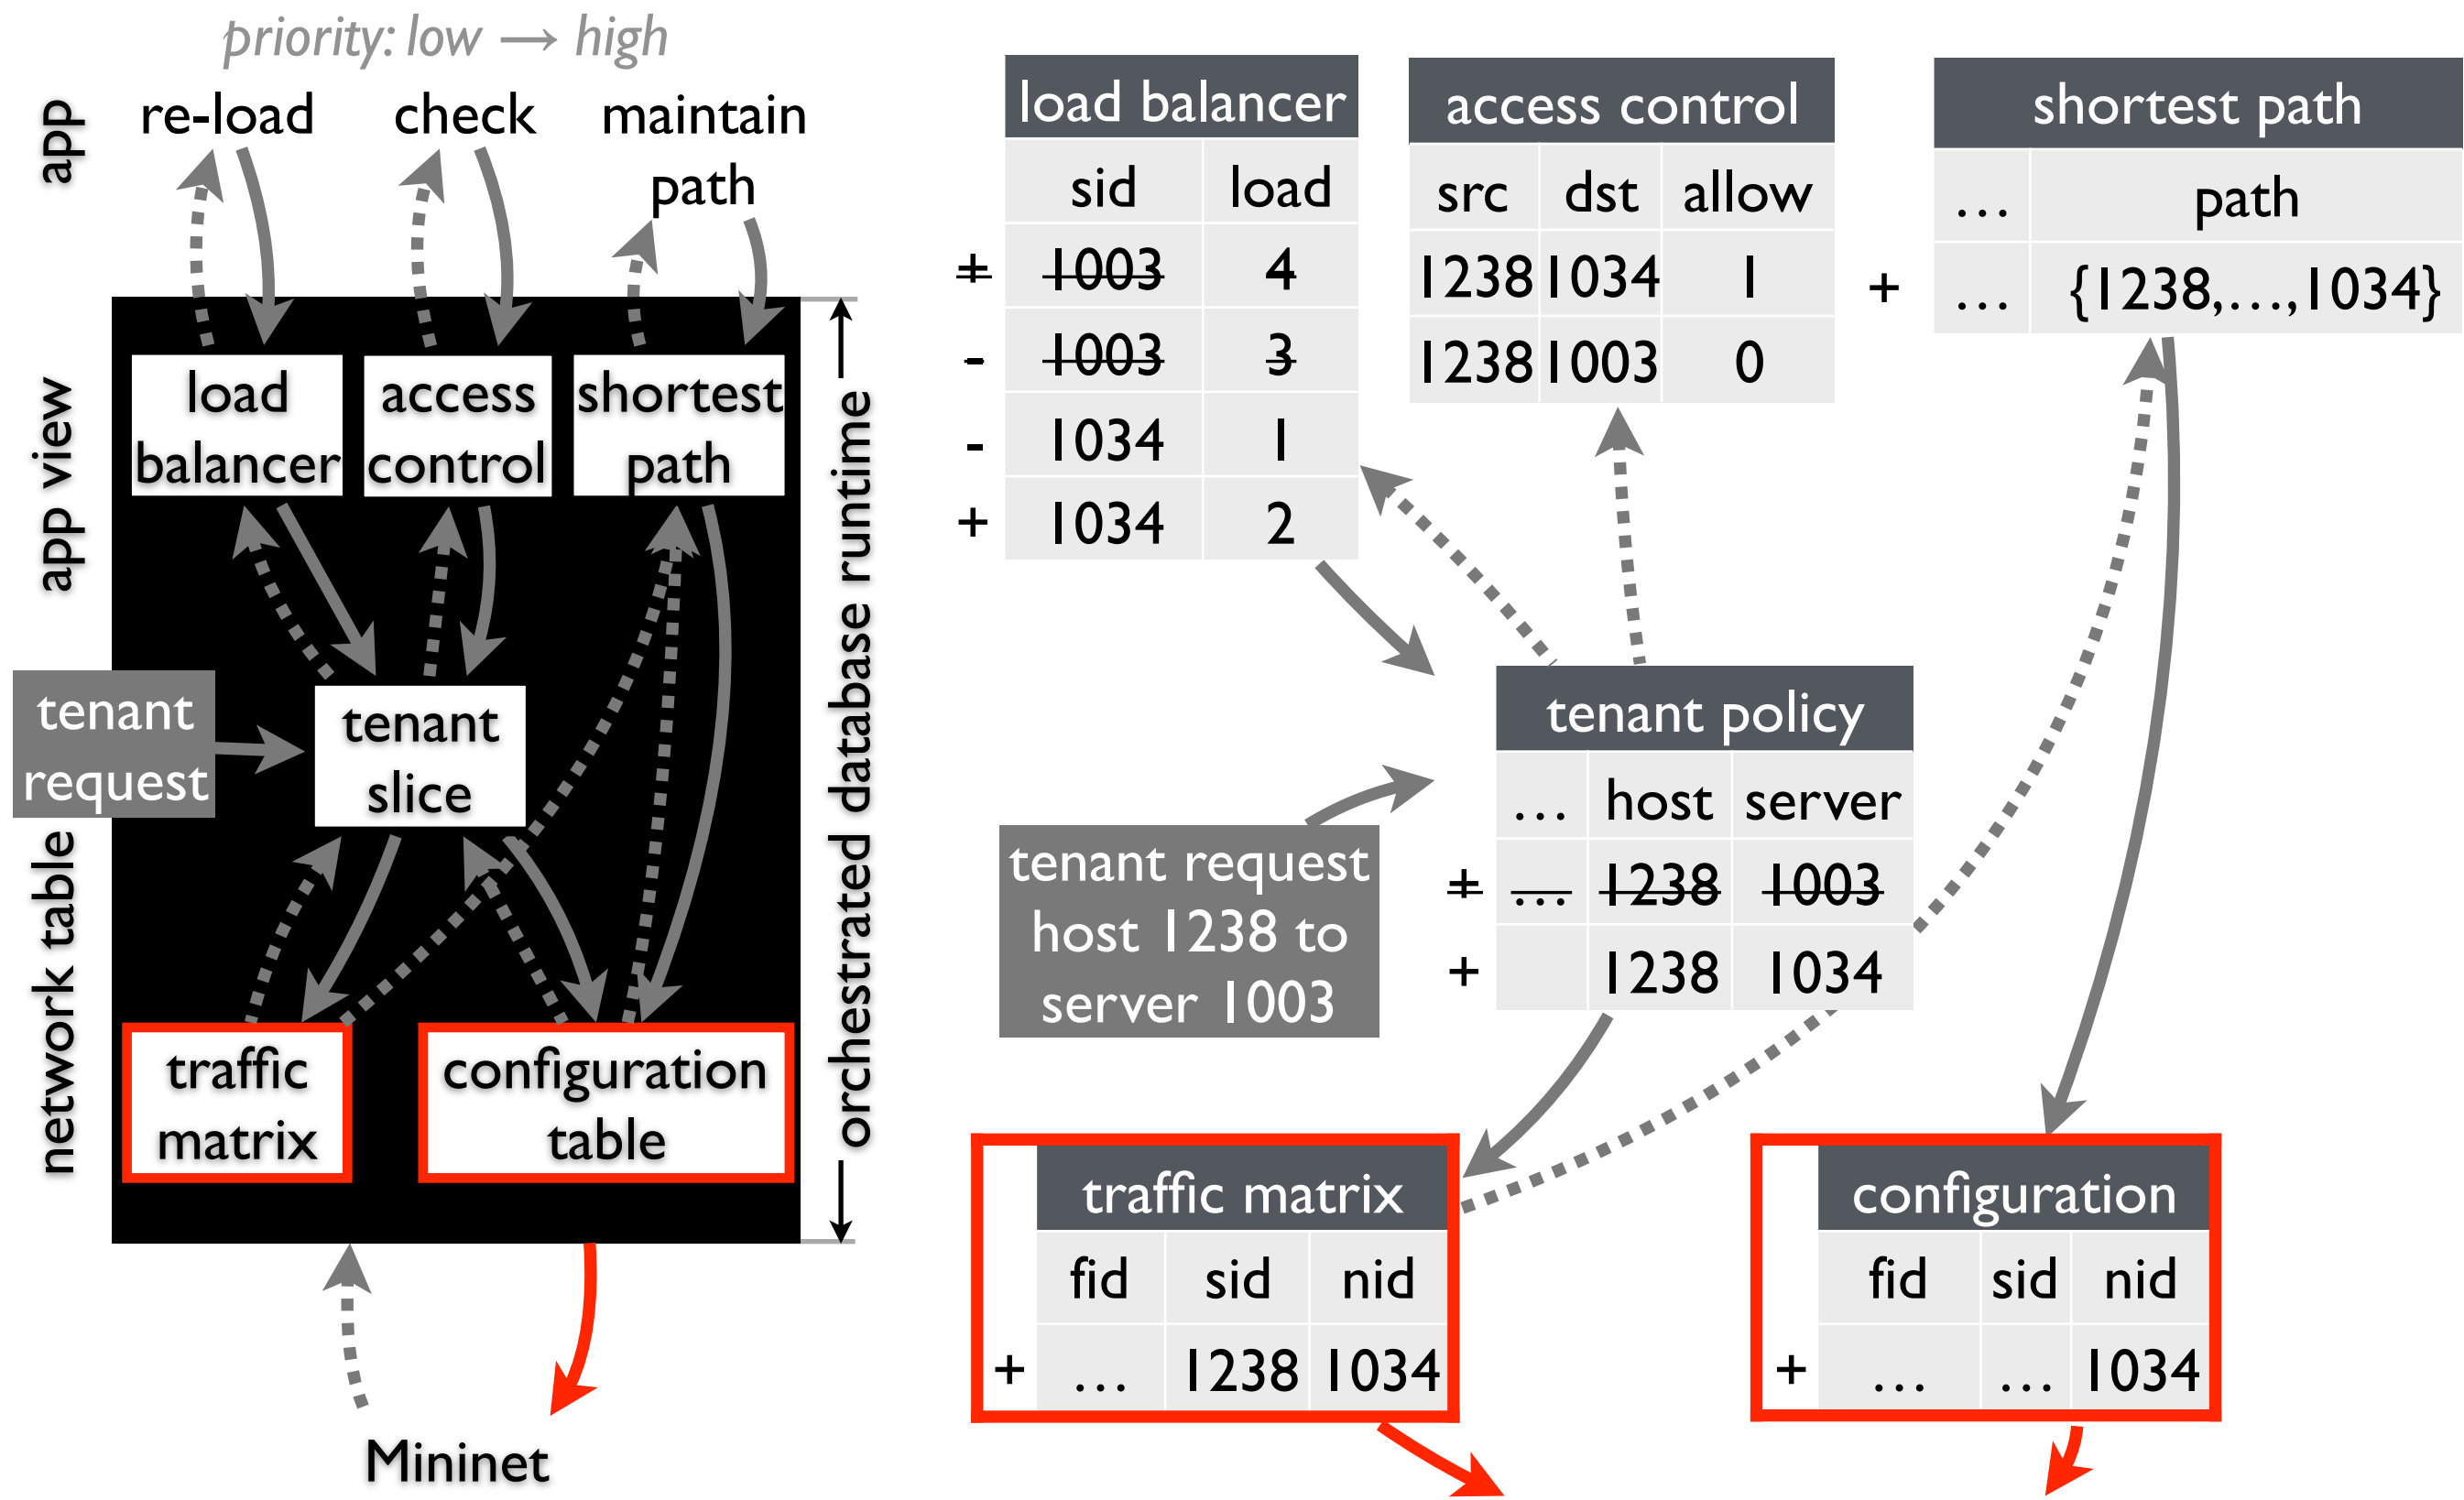 priority: low → high
app
re-load check maintain
path
app view
load
balancer
access
control
shortest
path
tenant
request
tenant
slice
network table
traffic
matrix
configuration
table
orchestrated database runtime
Mininet
load balancer
sid load
+ 1003 4
- 1003 3
- 1034 1
+ 1034 2
access control
src dst allow
1238 1034 1
1238 1003 0
shortest path
... path
+ ... {1238,...,1034}
tenant policy
... host server
+ ... 1238 1003
+ 1238 1034
tenant request
host 1238 to
server 1003
traffic matrix
fid sid nid
+ ... 1238 1034
configuration
fid sid nid
+ ... ... 1034